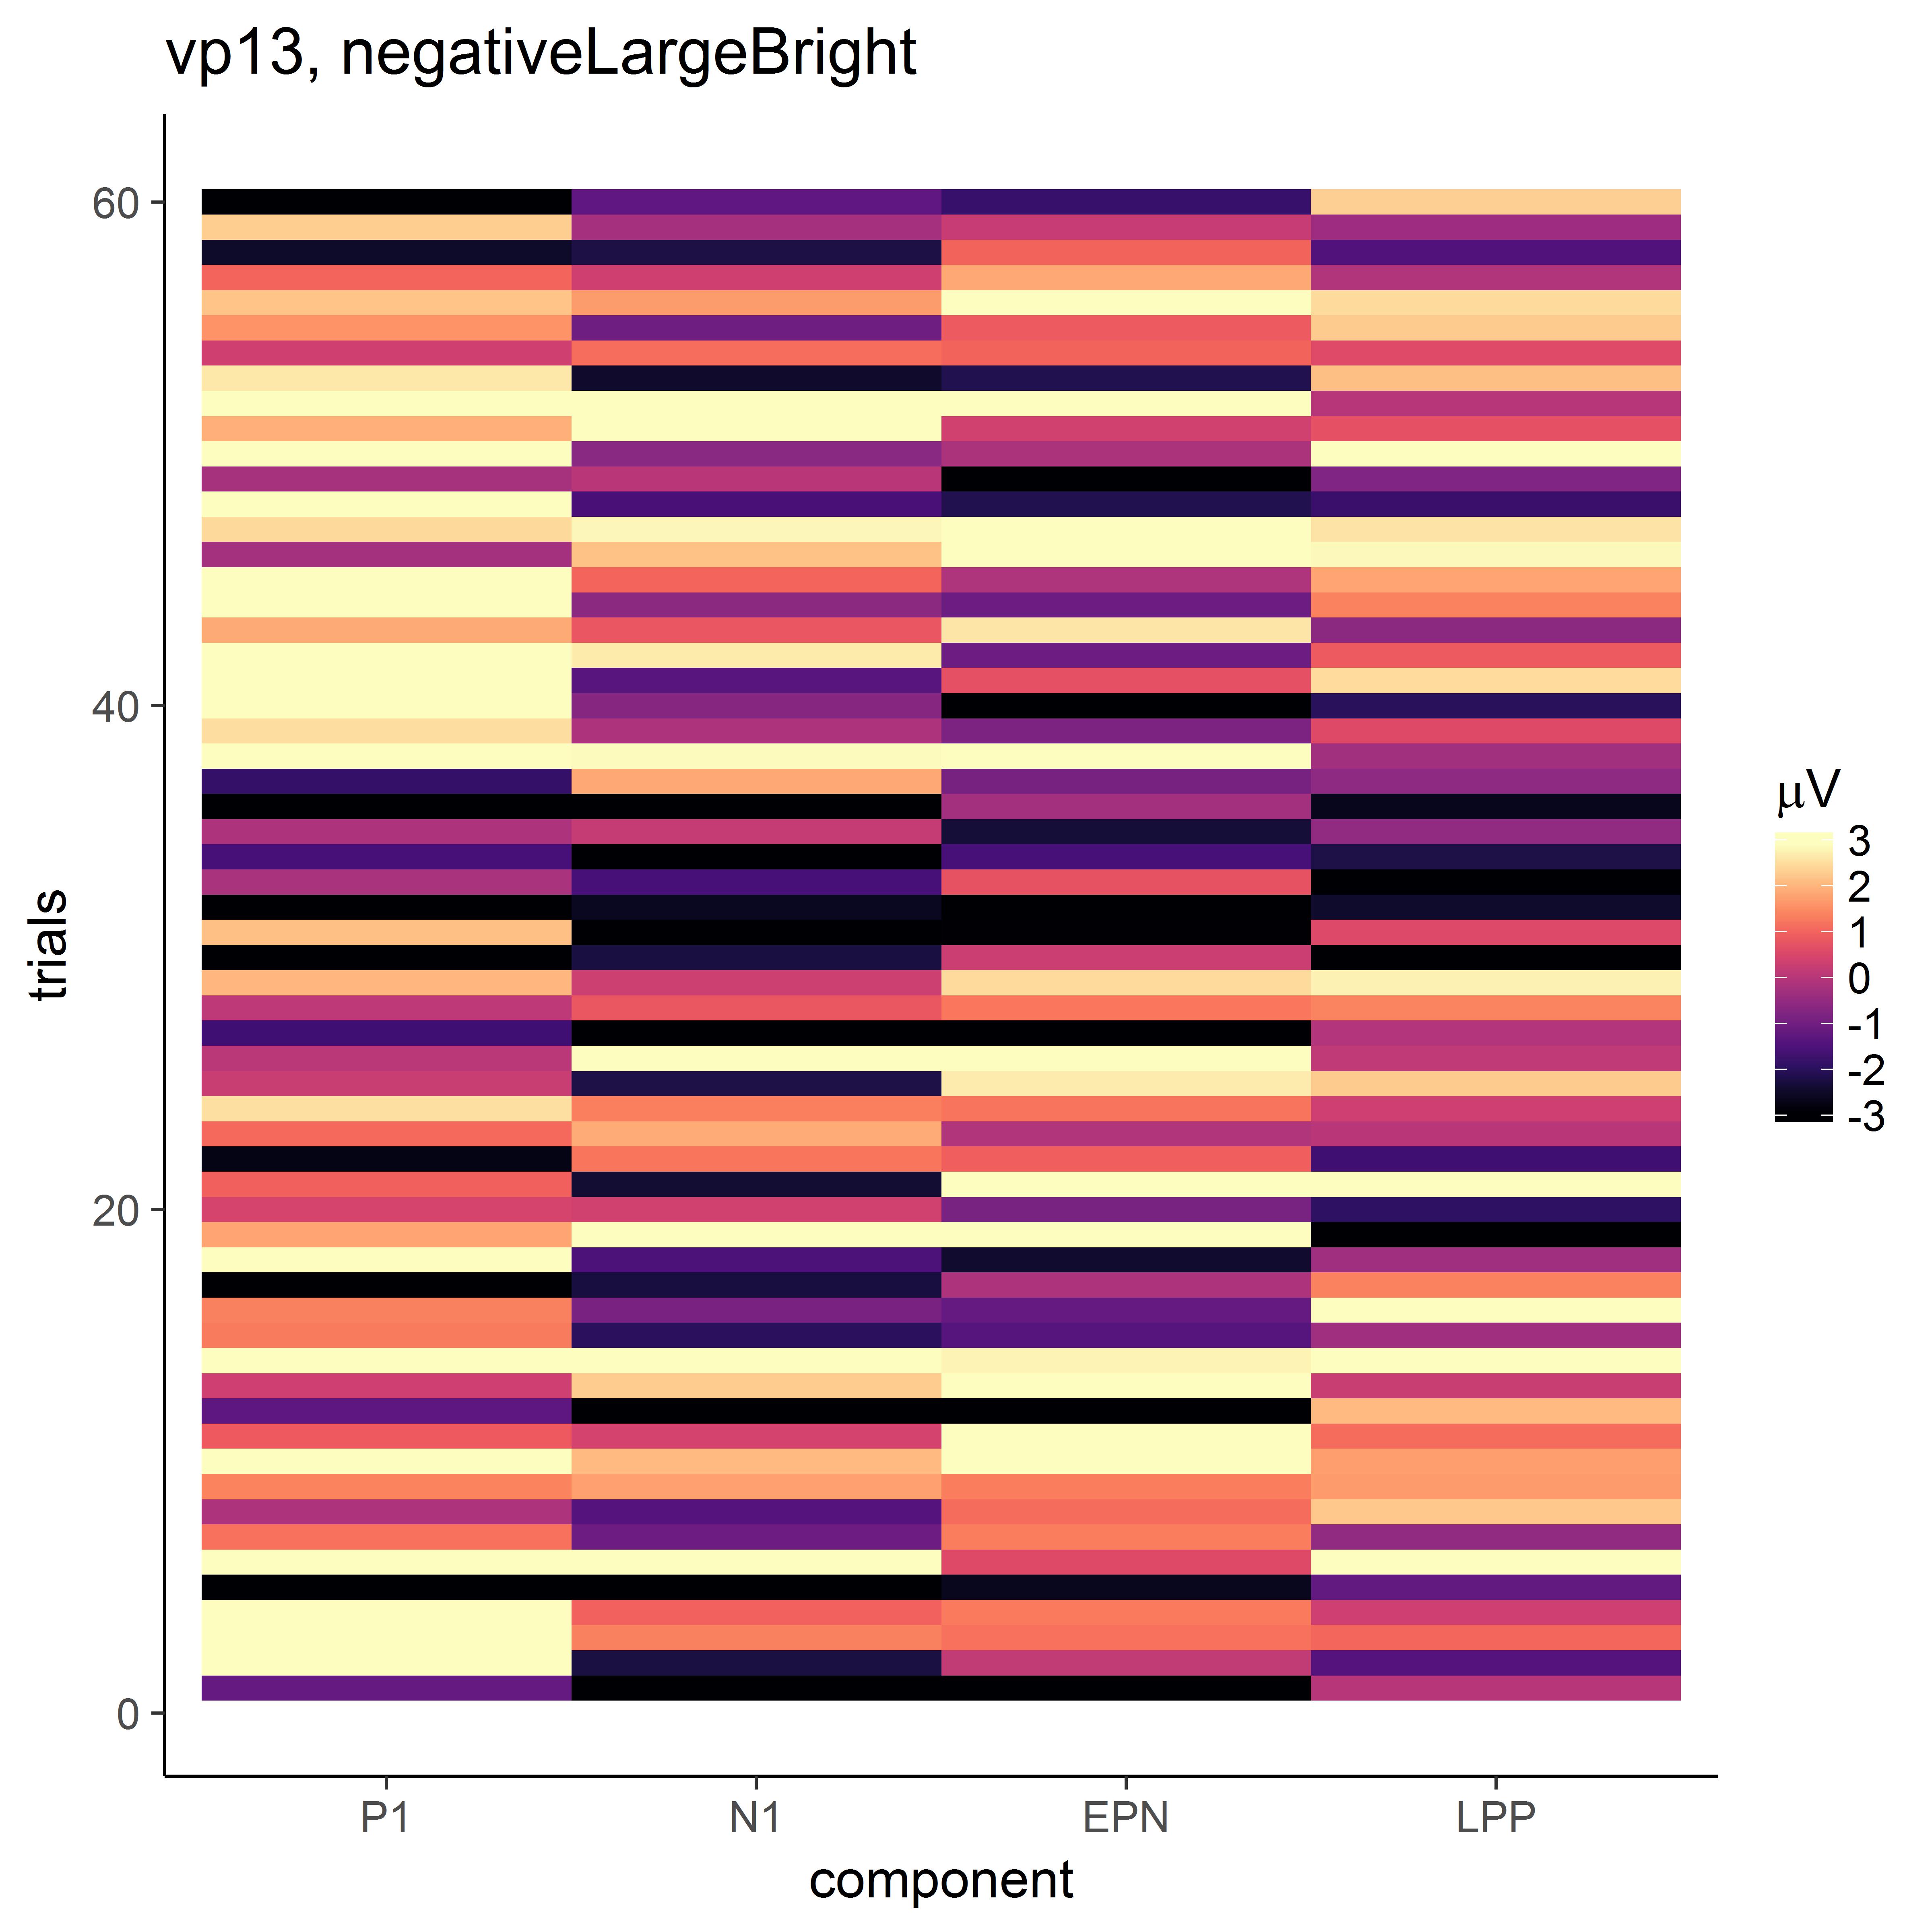 vp13, negativeLargeBright
60
40
20
0
trials
P1 N1 EPN LPP
component
μV
3
2
1
0
-1
-2
-3